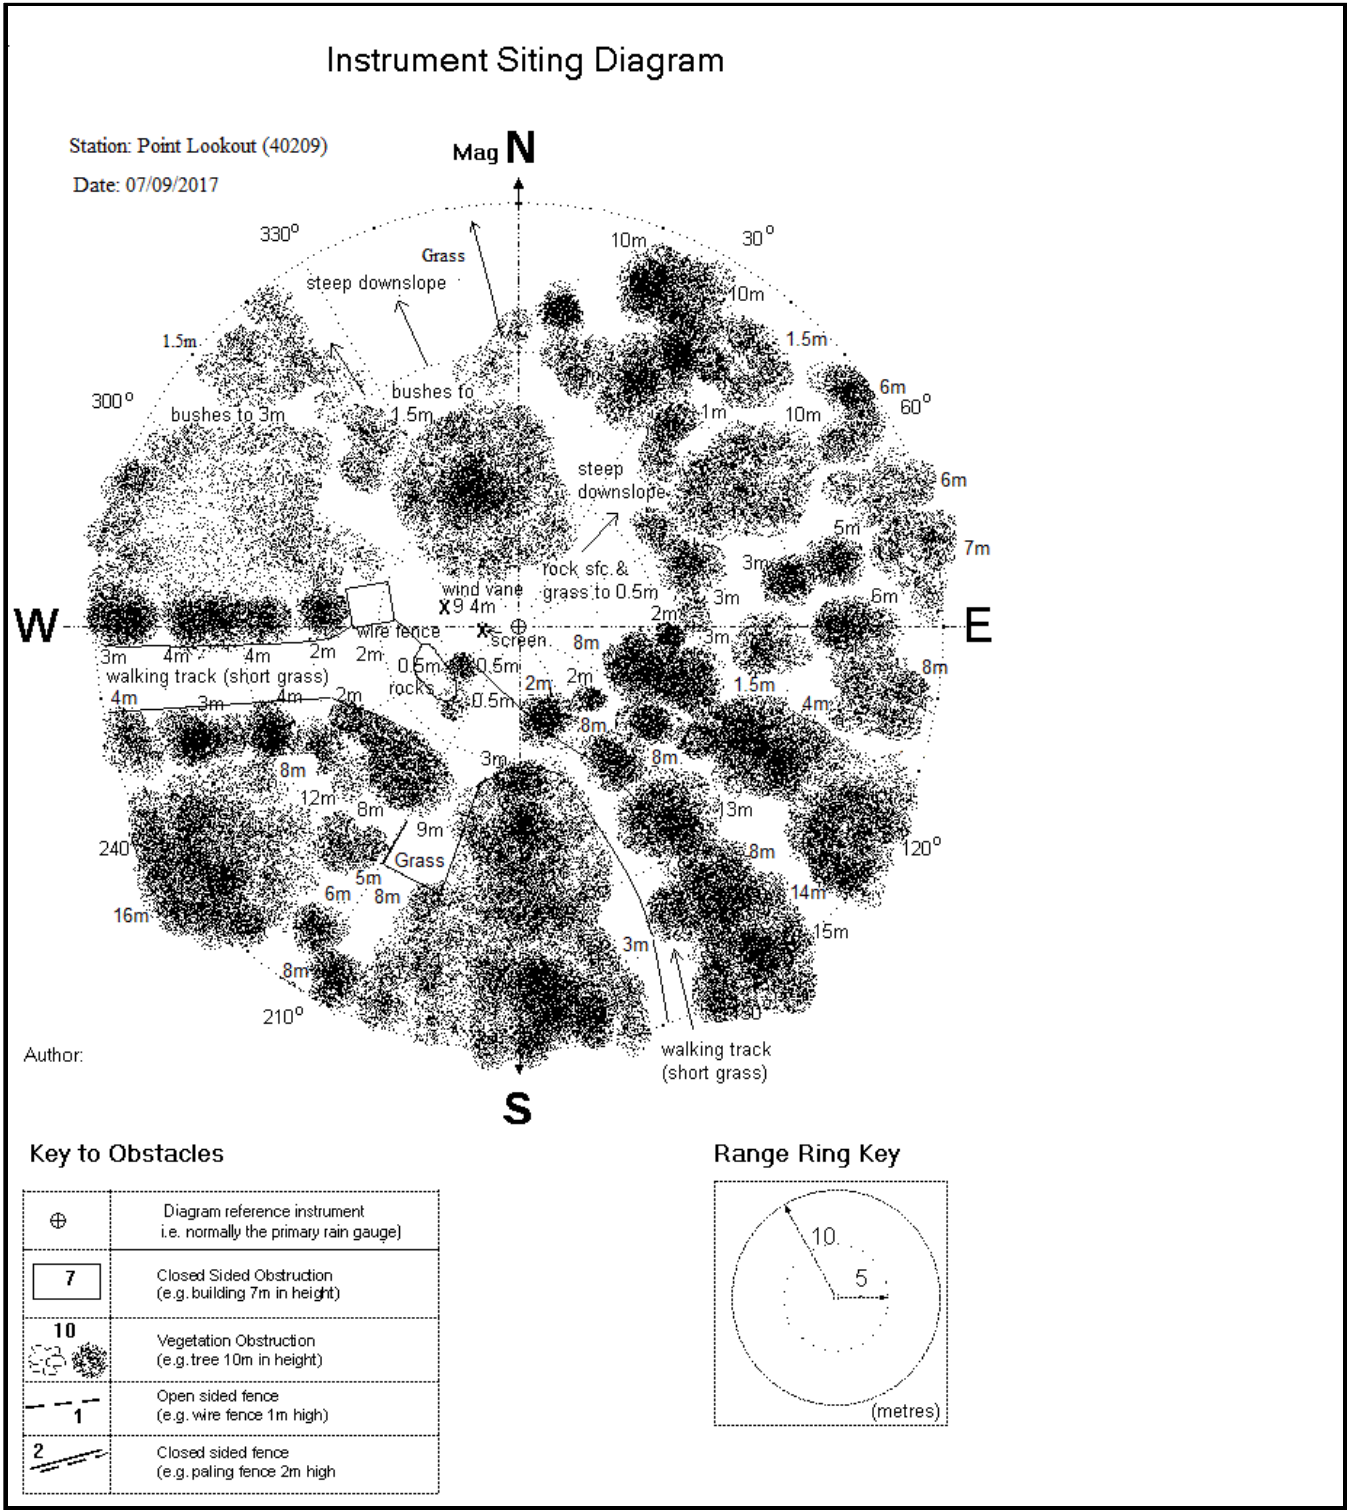 Instrument Siting Diagram
Station: Point Lookout (40209)
Date: 07/09/2017
Mag N
330°
30°
10m
Grass
steep downslope
10m
1.5m
1.5m
6m
300°
bushes to
1.5m
bushes to 3m
1m
10m
60°
steep
downslope
6m
5m
7m
3m
rock sfc. &
grass to 0.5m
wind vane
X 9.4m
3m
6m
2m
W
E
wire fence
X screen
8m
3m
3m
4m
4m
2m
2m
0.5m
0.5m
8m
walking track (short grass)
rocks
2m
2m
1.5m
4m
3m
4m
2m
0.5m
4m
8m
3m
8m
8m
12m
8m
13m
9m
240
Grass
8m
120°
5m
6m
8m
14m
16m
15m
3m
8m
210°
walking track
(short grass)
Author:
S
Key to Obstacles
Diagram reference instrument
i.e. normally the primary rain gauge)
7
Closed Sided Obstruction
(e.g. building 7m in height)
10
Vegetation Obstruction
(e.g. tree 10m in height)
1
Open sided fence
(e.g. wire fence 1m high)
2
Closed sided fence
(e.g. paling fence 2m high
Range Ring Key
10
5
(metres)